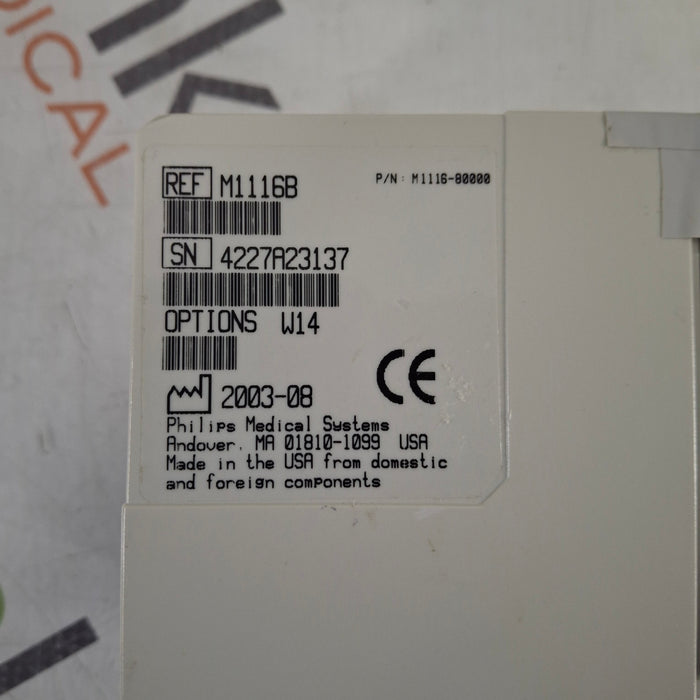 ICAL
REF M1116B P/N: M1116-80000
SN 4227A23137
OPTIONS W14
CE
2003-08
Philips Medical Systems
Andover, MA 01810-1099 USA
Made in the USA from domestic
and foreign components